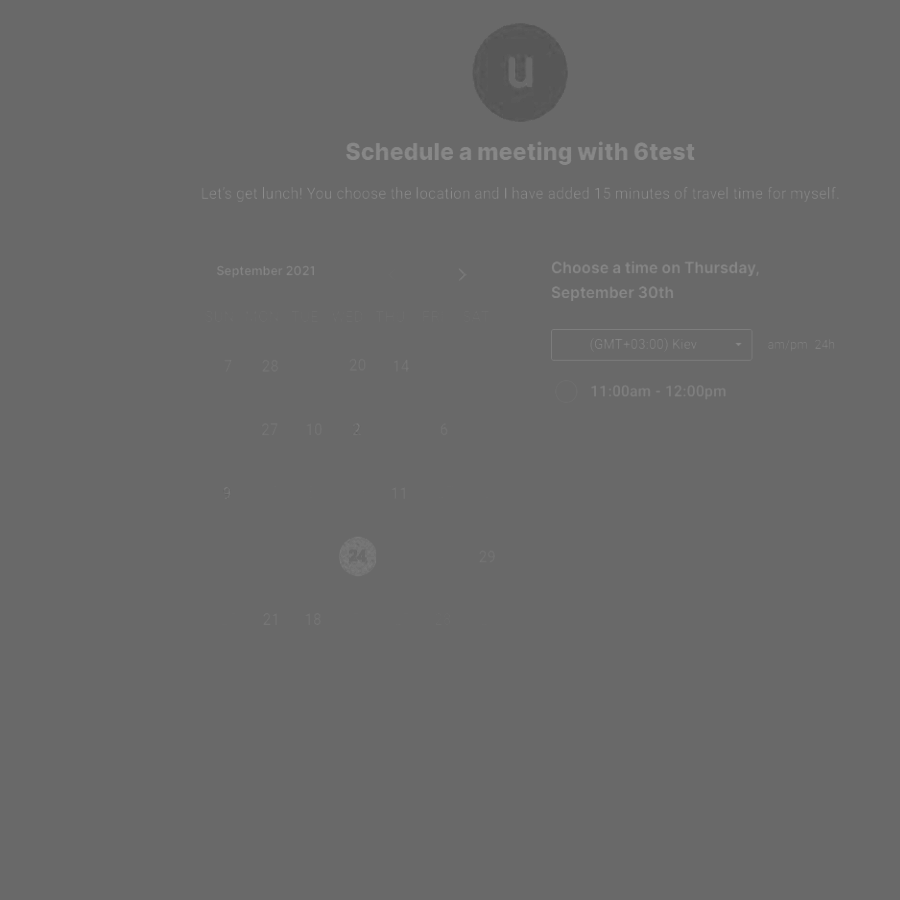 u
Schedule a meeting with 6test
Let's get lunch! You choose the location and I have added 15 minutes of travel time for myself.
September 2021
Choose a time on Thursday,
September 30th
(GMT+03:00) Kiev
am/pm 24h
11:00am - 12:00pm
7 28 20 14
27 10 2 6
9 11
24 29
21 18